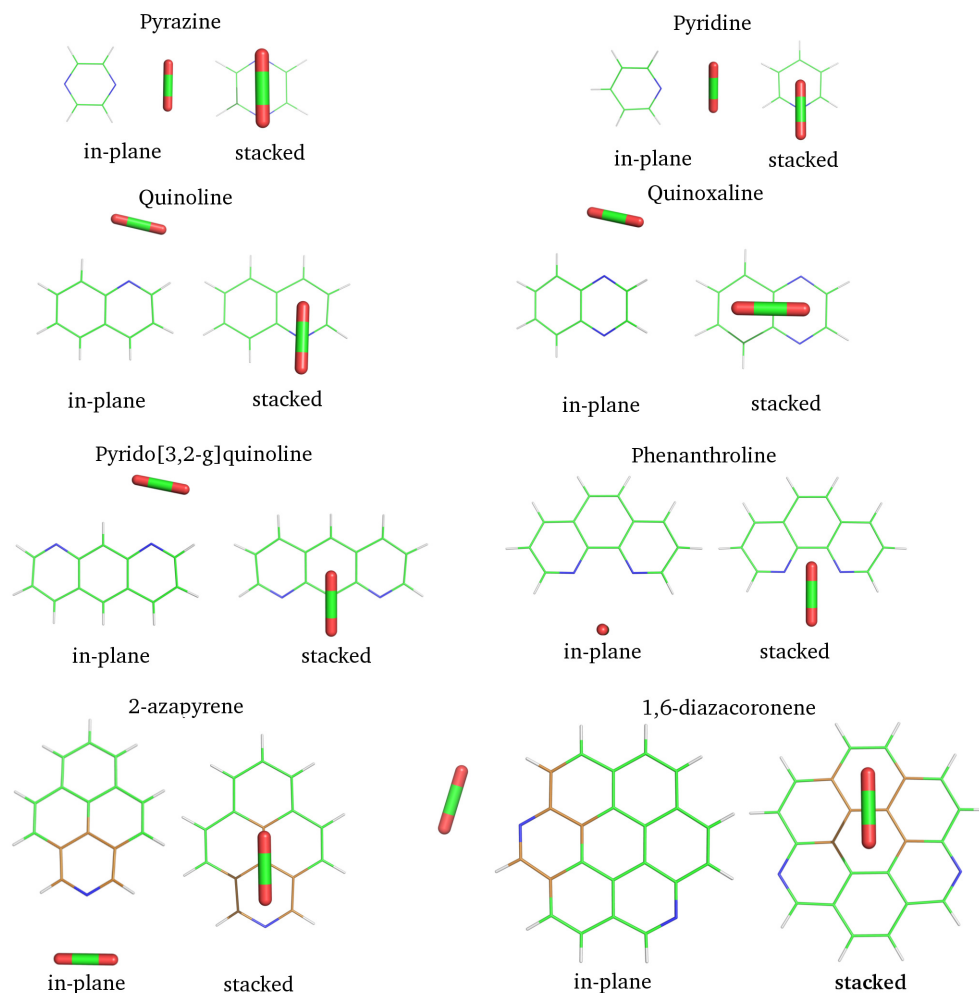 Pyrazine
Pyridine
in-plane
stacked
in-plane
stacked
Quinoline
Quinoxaline
in-plane
stacked
in-plane
stacked
Pyrido[3,2-g]quinoline
Phenanthroline
in-plane
stacked
in-plane
stacked
2-azapyrene
1,6-diazacoronene
in-plane
stacked
in-plane
stacked